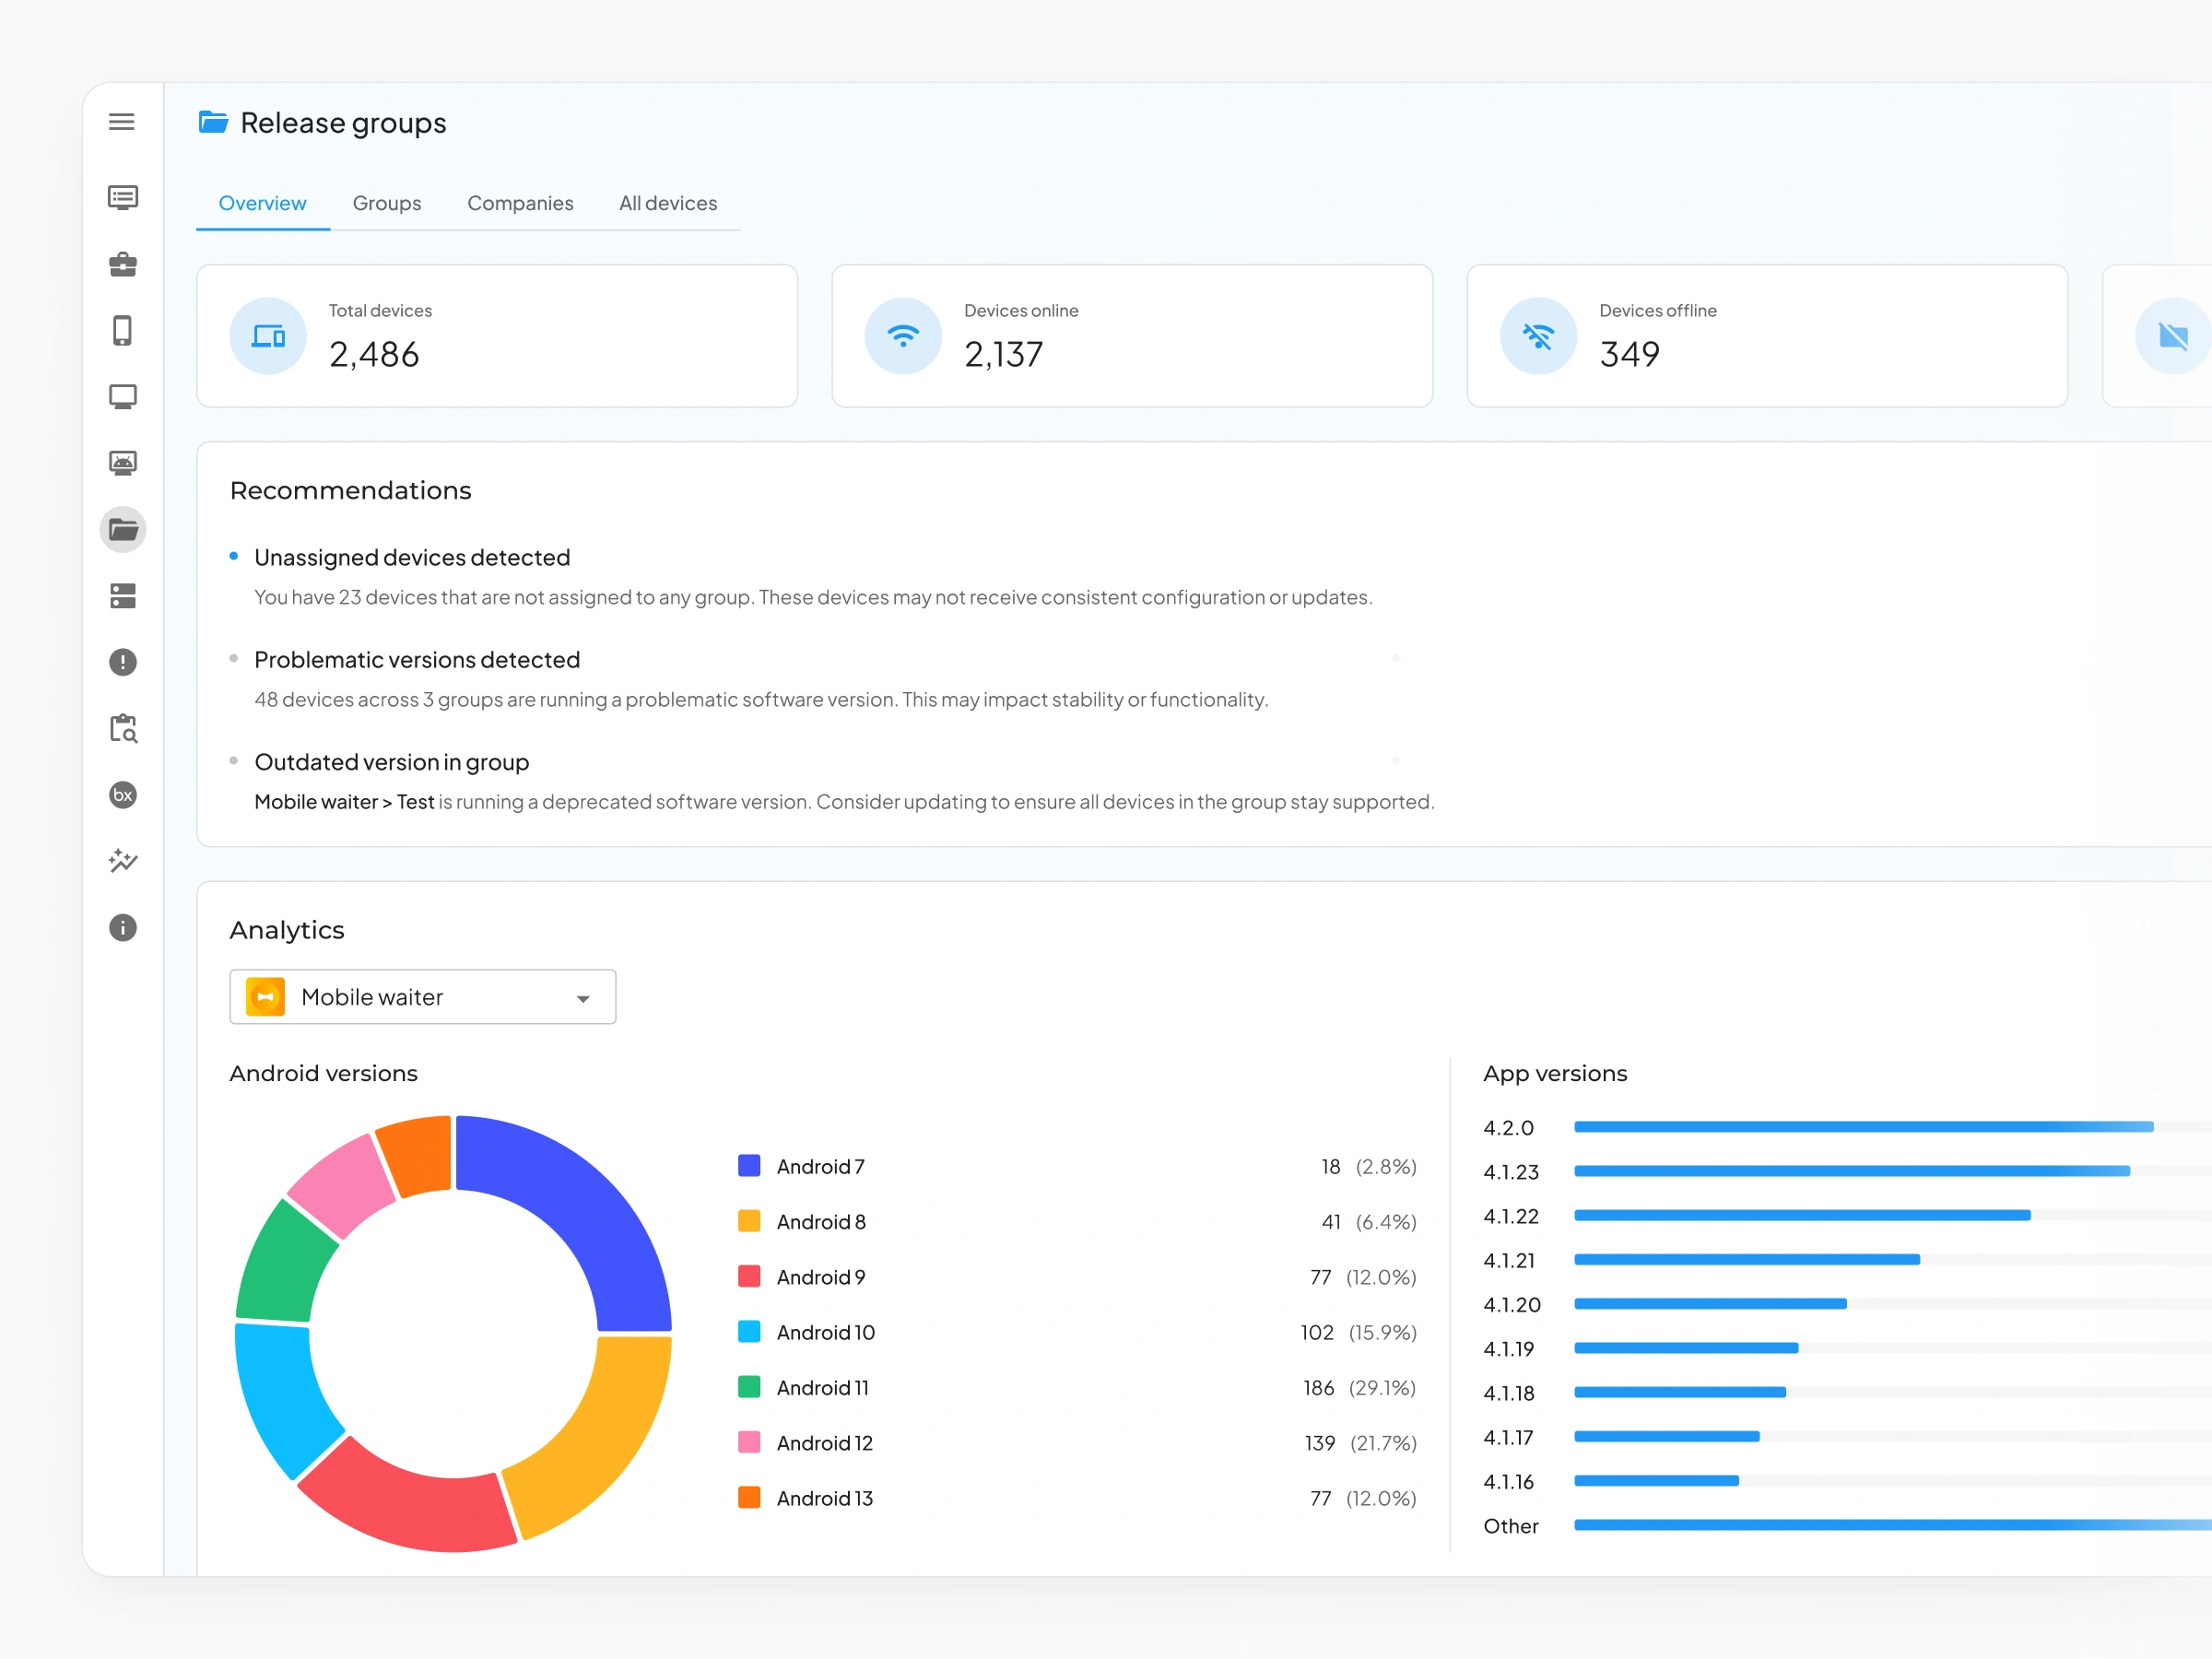 Release groups
Overview Groups Companies All devices
Total devices
2,486
Devices online
2,137
Devices offline
349
Recommendations
Unassigned devices detected
You have 23 devices that are not assigned to any group. These devices may not receive consistent configuration or updates.
Problematic versions detected
48 devices across 3 groups are running a problematic software version. This may impact stability or functionality.
Outdated version in group
Mobile waiter > Test is running a deprecated software version. Consider updating to ensure all devices in the group stay supported.
bx
Analytics
Mobile waiter
Android versions
Android 7 18 (2.8%)
Android 8 41 (6.4%)
Android 9 77 (12.0%)
Android 10 102 (15.9%)
Android 11 186 (29.1%)
Android 12 139 (21.7%)
Android 13 77 (12.0%)
App versions
4.2.0
4.1.23
4.1.22
4.1.21
4.1.20
4.1.19
4.1.18
4.1.17
4.1.16
Other